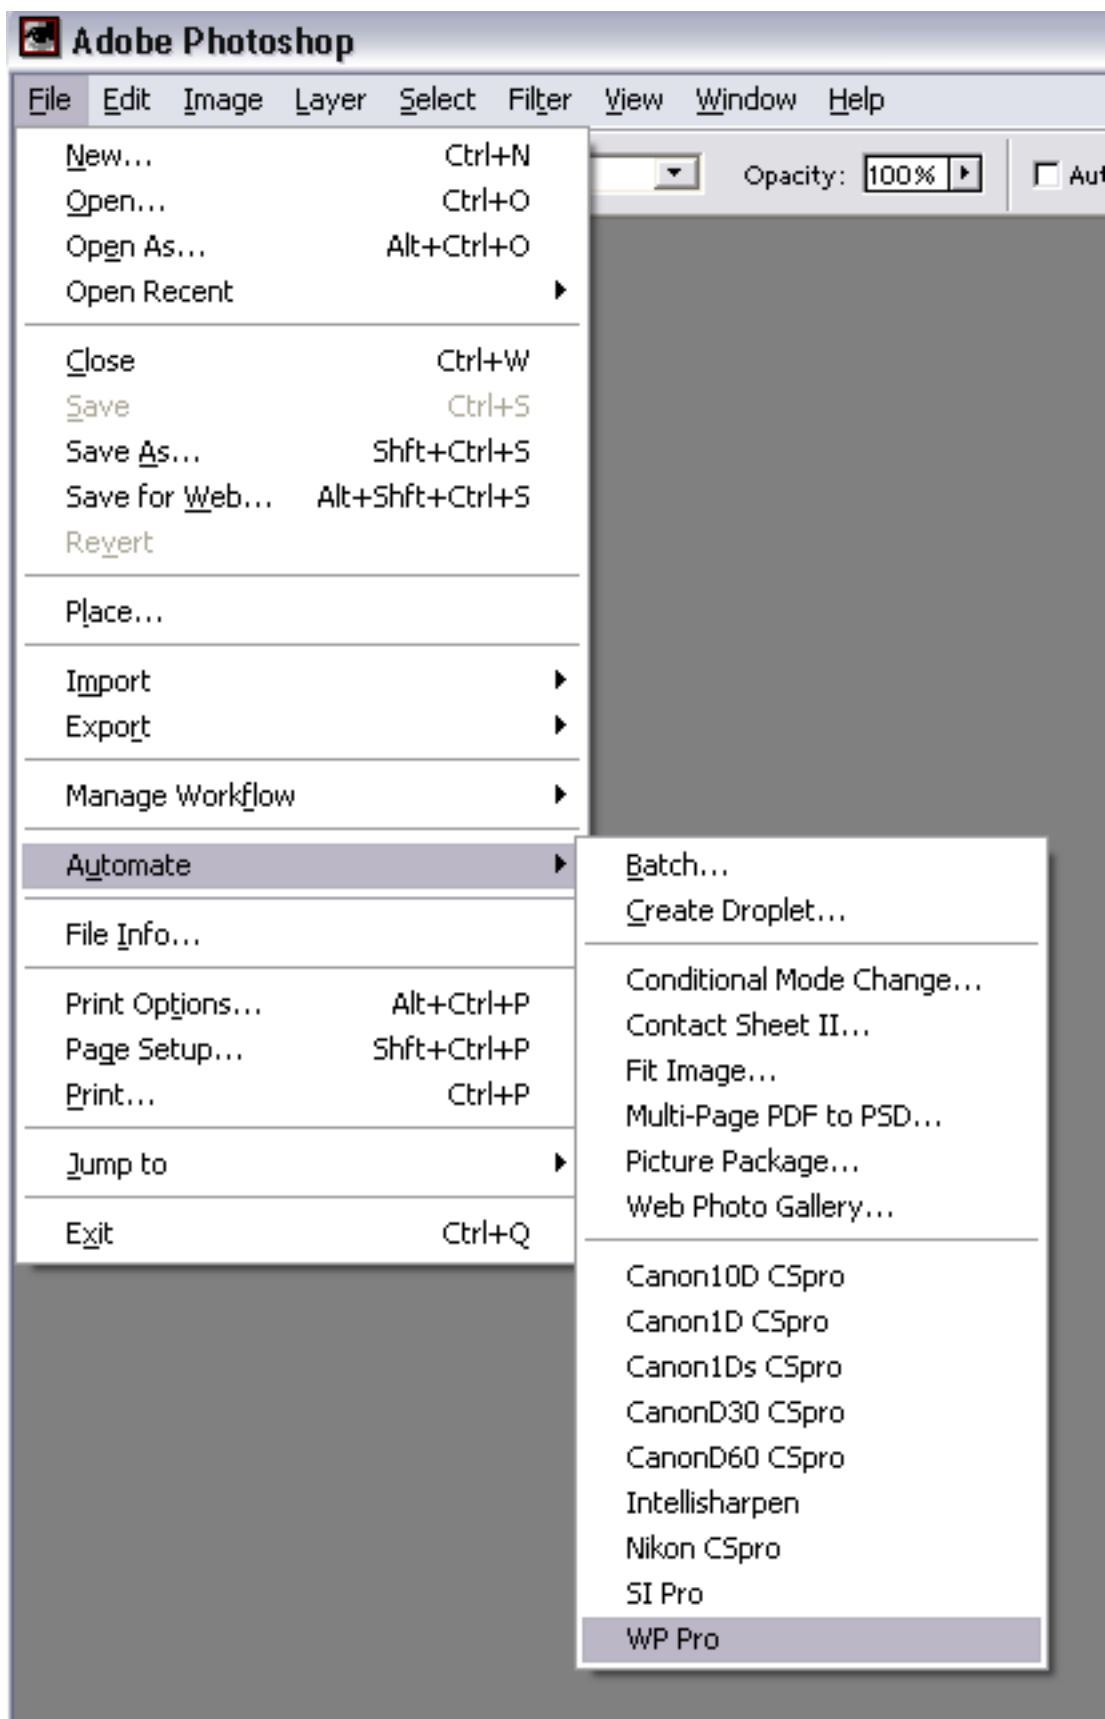 Adobe Photoshop
File Edit Image Layer Select Filter View Window Help
Opacity: 100%
New... Ctrl+N
Open... Ctrl+O
Open As... Alt+Ctrl+O
Open Recent
Close Ctrl+W
Save Ctrl+S
Save As... Shft+Ctrl+S
Save for Web... Alt+Shft+Ctrl+S
Revert
Place...
Import
Export
Manage Workflow
Automate
File Info...
Print Options... Alt+Ctrl+P
Page Setup... Shft+Ctrl+P
Print... Ctrl+P
Jump to
Exit Ctrl+Q
Batch...
Create Droplet...
Conditional Mode Change...
Contact Sheet II...
Fit Image...
Multi-Page PDF to PSD...
Picture Package...
Web Photo Gallery...
Canon10D CSpro
Canon1D CSpro
Canon1Ds CSpro
CanonD30 CSpro
CanonD60 CSpro
Intellisharpen
Nikon CSpro
SI Pro
WP Pro